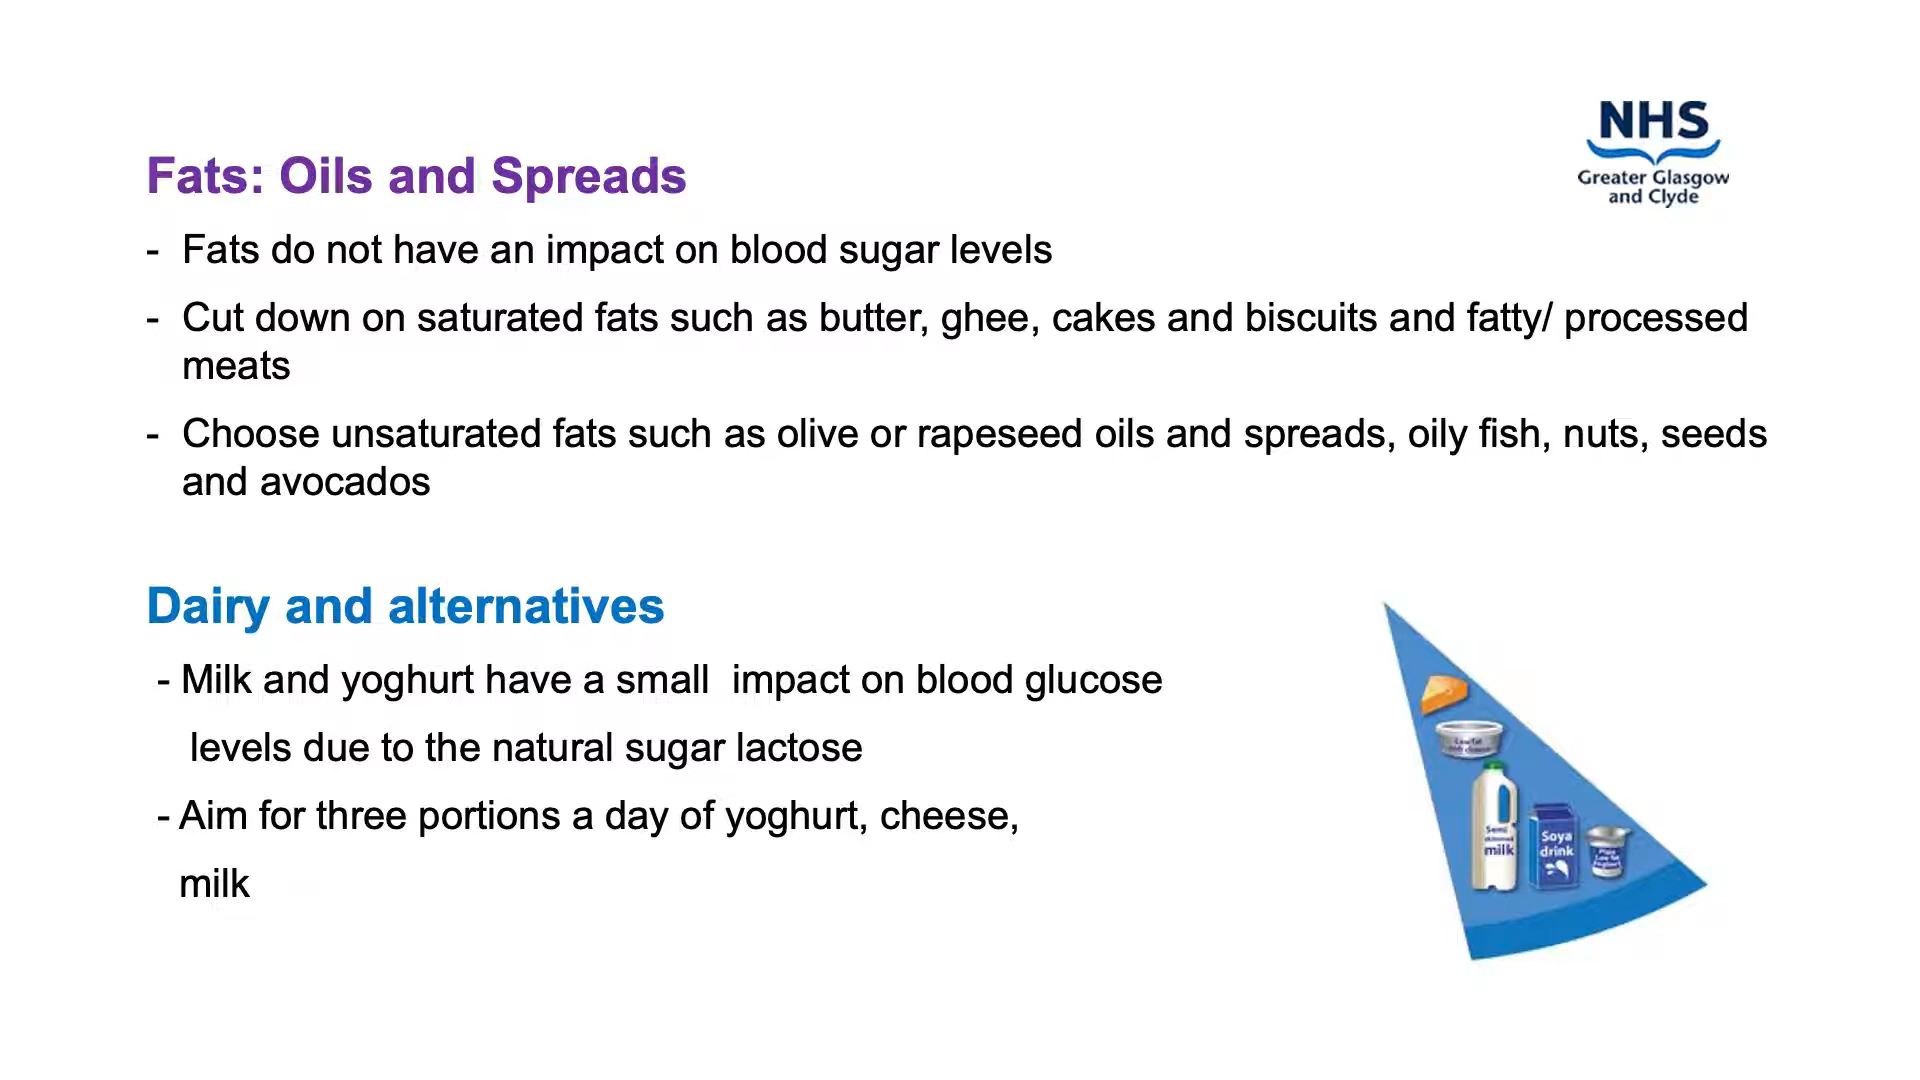 NHS
Greater Glasgow
and Clyde
Fats: Oils and Spreads
- Fats do not have an impact on blood sugar levels
- Cut down on saturated fats such as butter, ghee, cakes and biscuits and fatty/ processed
meats
- Choose unsaturated fats such as olive or rapeseed oils and spreads, oily fish, nuts, seeds
and avocados
Dairy and alternatives
- Milk and yoghurt have a small  impact on blood glucose
levels due to the natural sugar lactose
- Aim for three portions a day of yoghurt, cheese,
milk
Semi
milk
Soya
drink